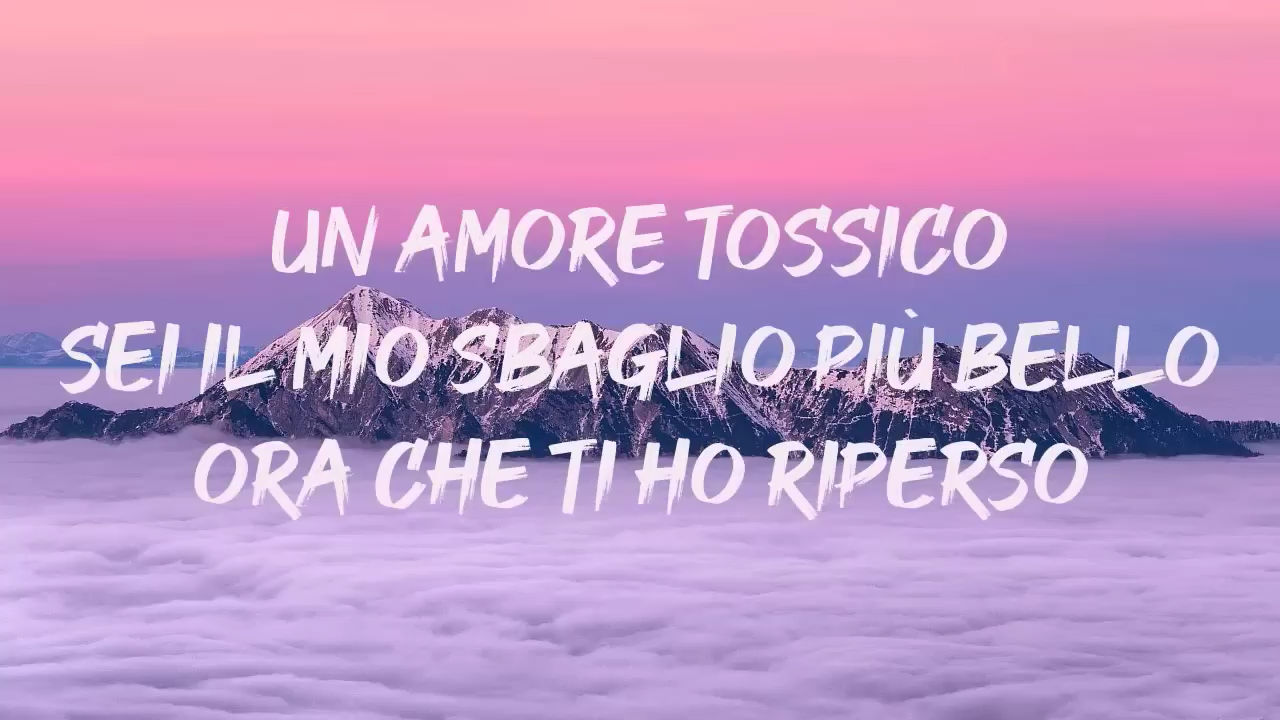 UN AMORE TOSSICO
SEI IL MIO SBAGLIO PIÙ BELLO
ORA CHE TI HO RIPERSO